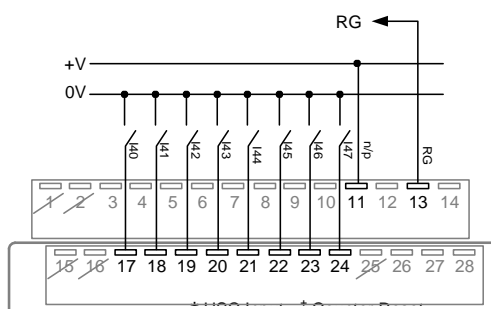 RG
+V
0V
I40 I41 I42 I43 I44 I45 I46 I47 n/p RG
1 2 3 4 5 6 7 8 9 10 11 12 13 14
15 16 17 18 19 20 21 22 23 24 25 26 27 28